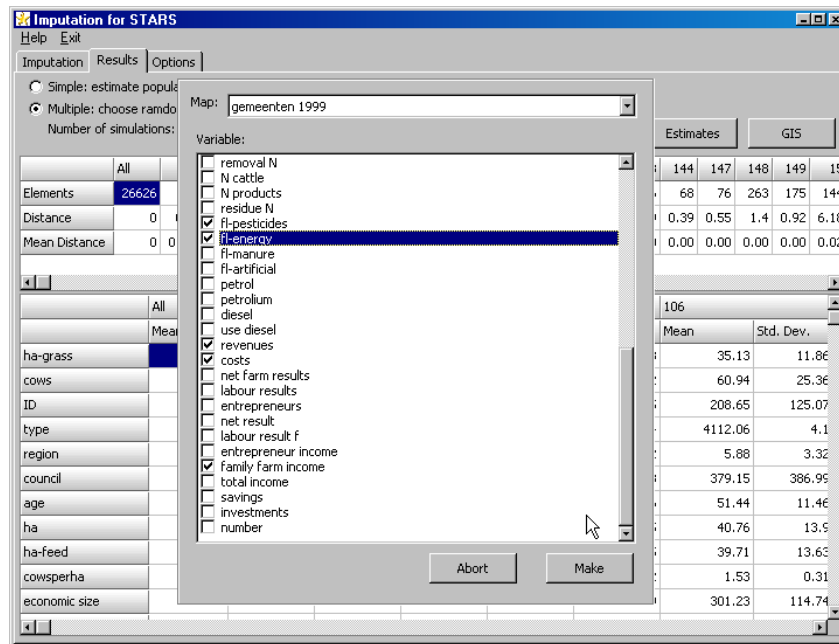 Imputation for STARS
Help Exit
Imputation Results Options
Simple: estimate popula
Multiple: choose ramdo
Number of simulations:
Map: gemeenten 1999
Variable:
Estimates GIS
removal N
N cattle
N products
residue N
fl-pesticides
fl-energy
fl-manure
fl-artificial
petrol
petrolium
diesel
use diesel
revenues
costs
net farm results
labour results
entrepreneurs
net result
labour result f
entrepreneur income
family farm income
total income
savings
investments
number
Abort Make
All 144 147 148 149 15
Elements 26626 68 76 263 175 144
Distance 0 0.39 0.55 1.4 0.92 6.18
Mean Distance 0 0 0.00 0.00 0.00 0.00 0.02
All 106
Mear Mean Std. Dev.
ha-grass 35.13 11.86
cows 60.94 25.36
ID 208.65 125.07
type 4112.06 4.1
region 5.88 3.32
council 379.15 386.99
age 51.44 11.46
ha 40.76 13.9
ha-feed 39.71 13.63
cowsperha 1.53 0.31
economic size 301.23 114.74